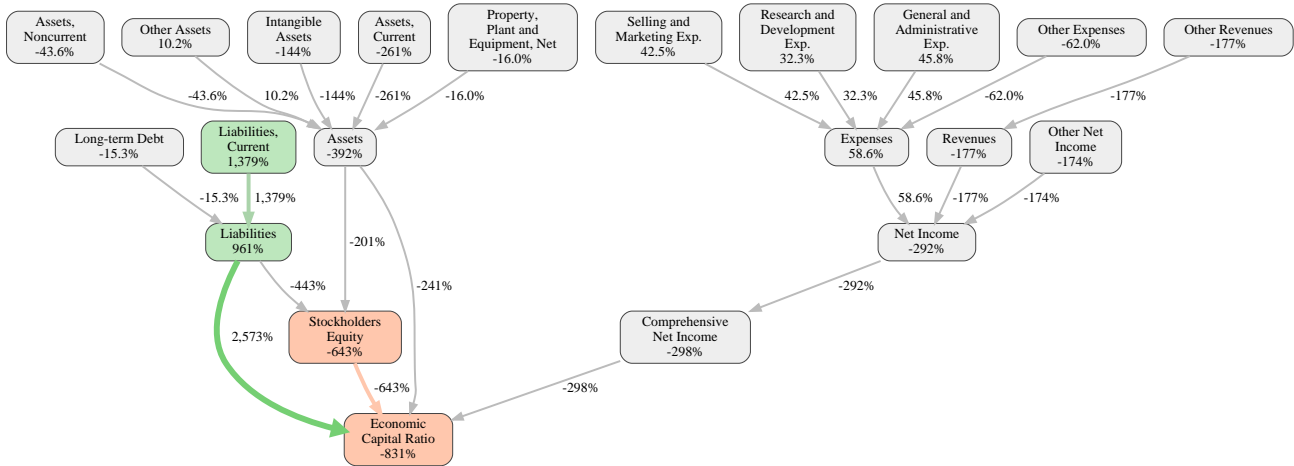 Assets,
Noncurrent
-43.6%
Other Assets
10.2%
Intangible
Assets
-144%
Assets,
Current
-261%
Property,
Plant and
Equipment, Net
-16.0%
Selling and
Marketing Exp.
42.5%
Research and
Development
Exp.
32.3%
General and
Administrative
Exp.
45.8%
Other Expenses
-62.0%
Other Revenues
-177%
-43.6%
10.2%
-144%
-261%
-16.0%
42.5%
32.3%
45.8%
-62.0%
-177%
Long-term Debt
-15.3%
Liabilities,
Current
1,379%
Assets
-392%
Expenses
58.6%
Revenues
-177%
Other Net
Income
-174%
-15.3%
1,379%
58.6%
-177%
-174%
Liabilities
961%
-201%
Net Income
-292%
-443%
-241%
-292%
2,573%
Stockholders
Equity
-643%
Comprehensive
Net Income
-298%
-643%
-298%
Economic
Capital Ratio
-831%